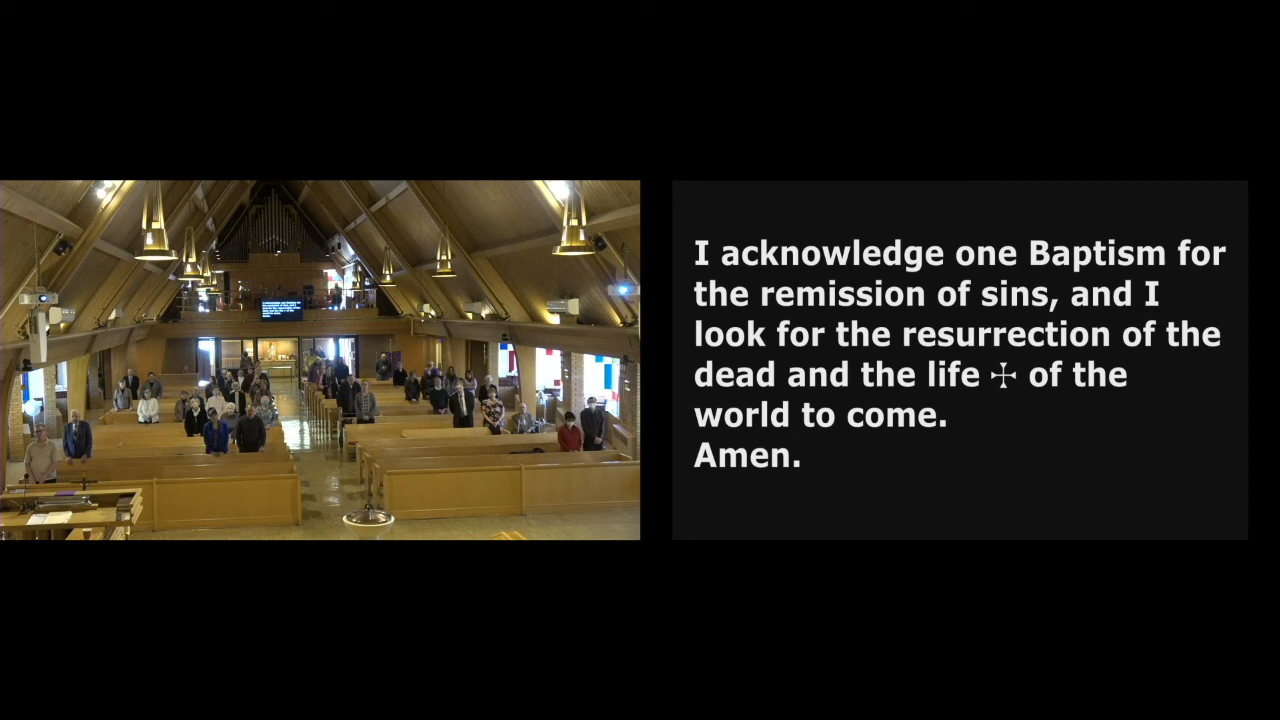 I acknowledge one Baptism for
the remission of sins, and I
look for the resurrection of the
dead and the life ☩ of the
world to come.
Amen.